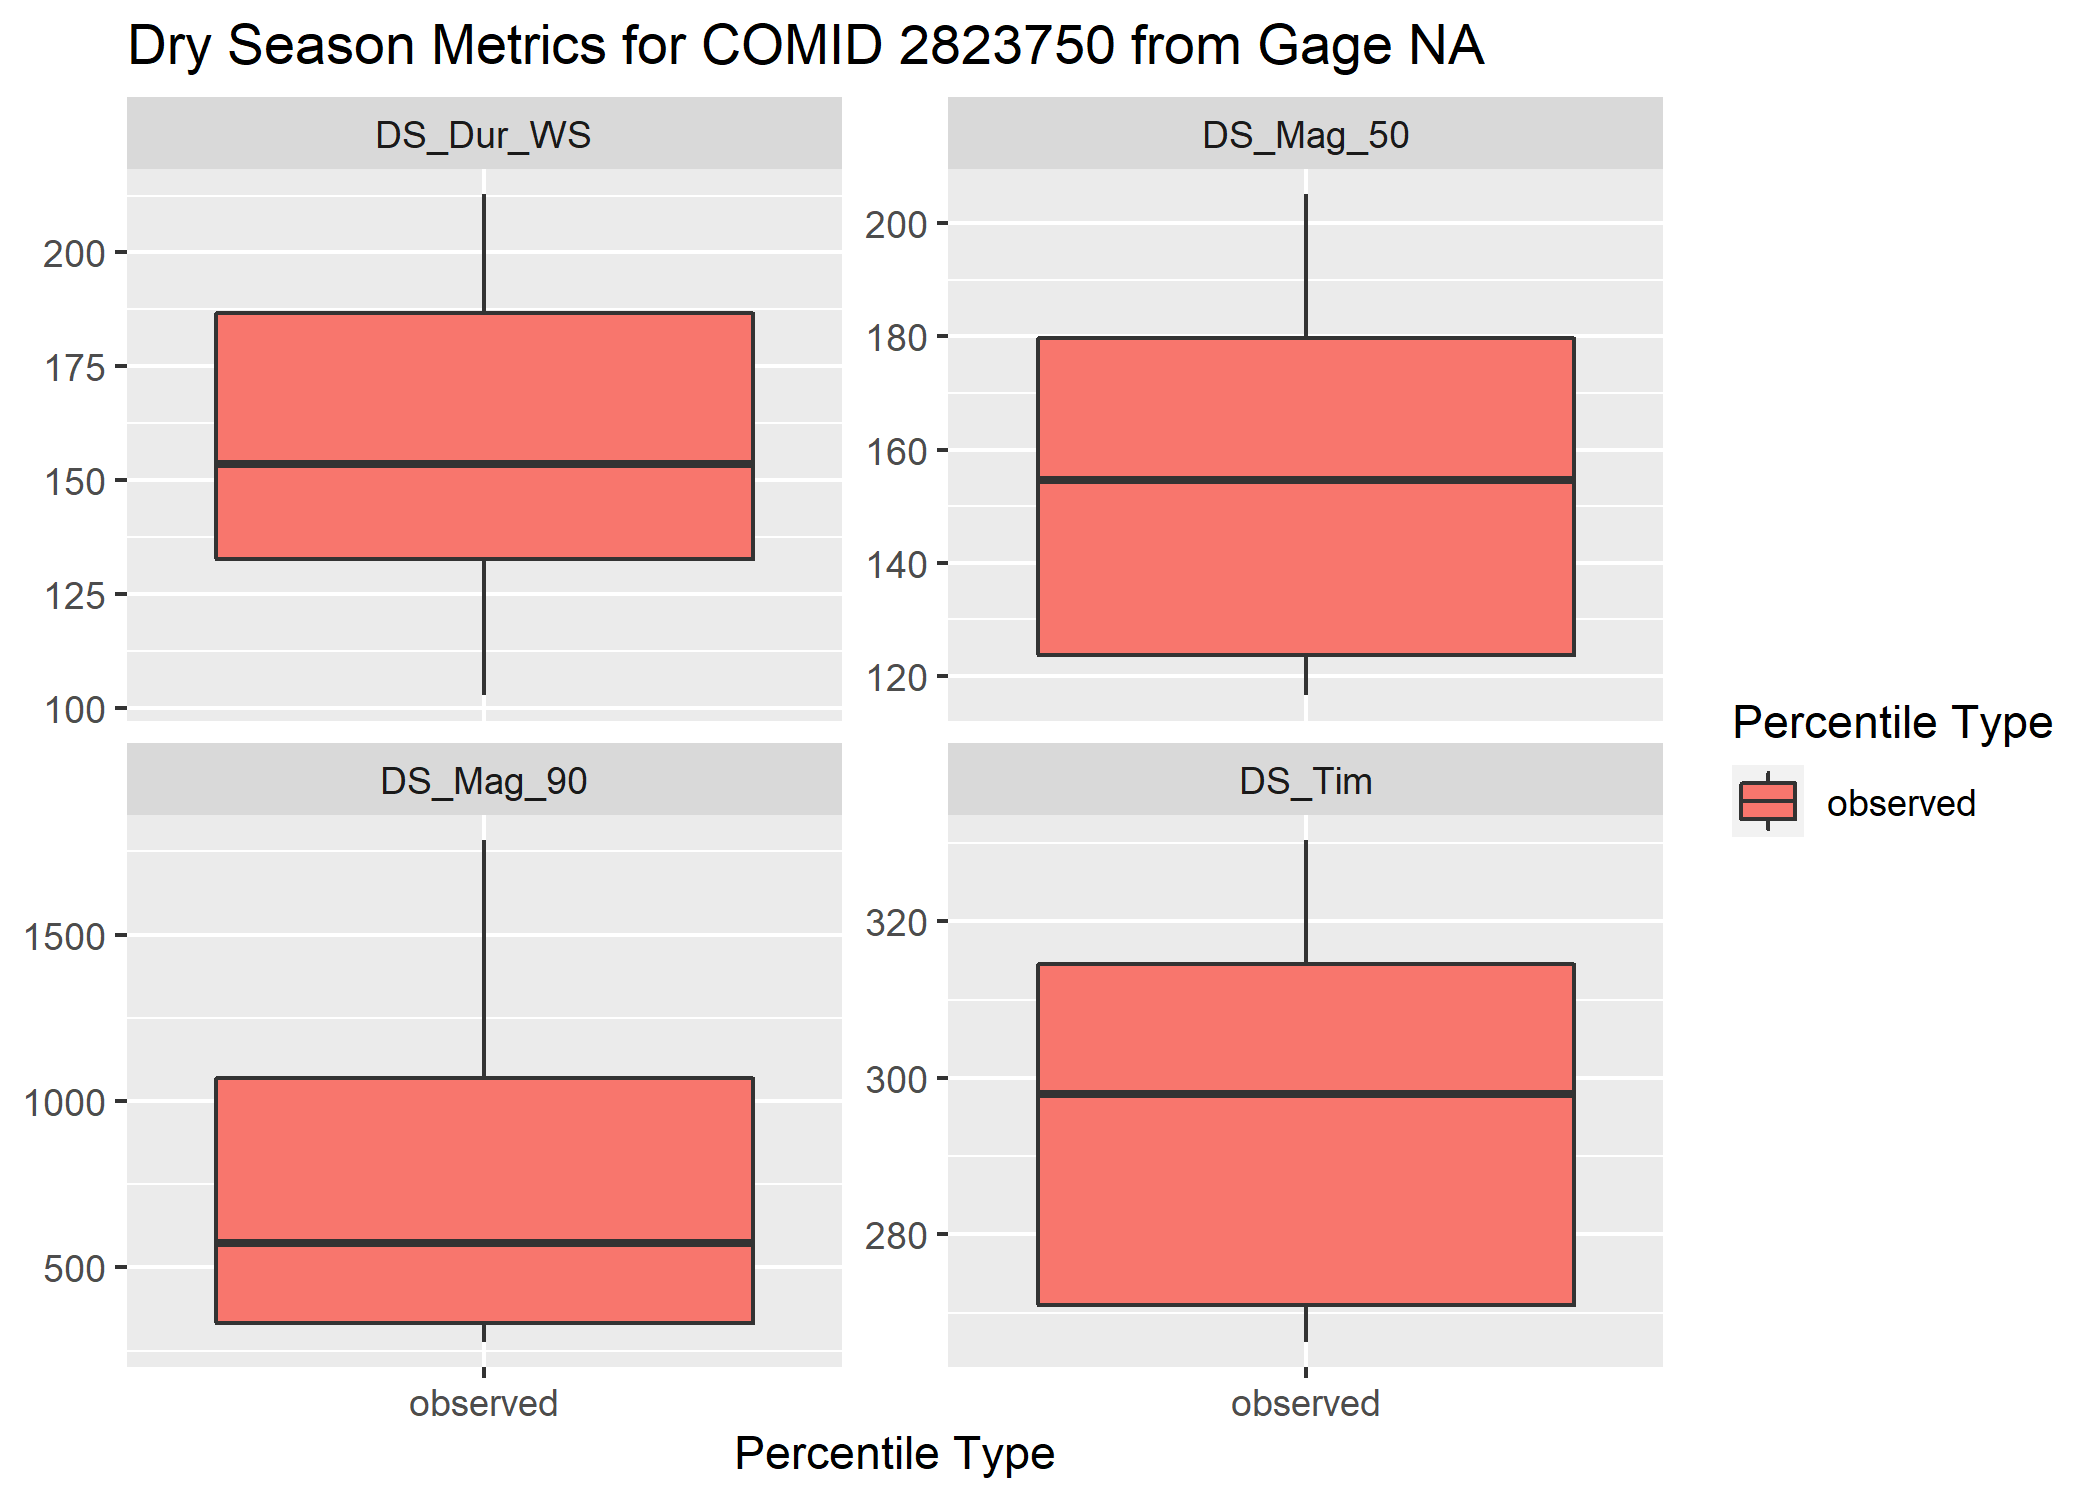 Dry Season Metrics for COMID 2823750 from Gage NA
DS_Dur_WS
DS_Mag_50
200
175
150
125
100
200
180
160
140
120
DS_Mag_90
DS_Tim
1500
1000
500
320
300
280
observed
observed
Percentile Type
Percentile Type
observed